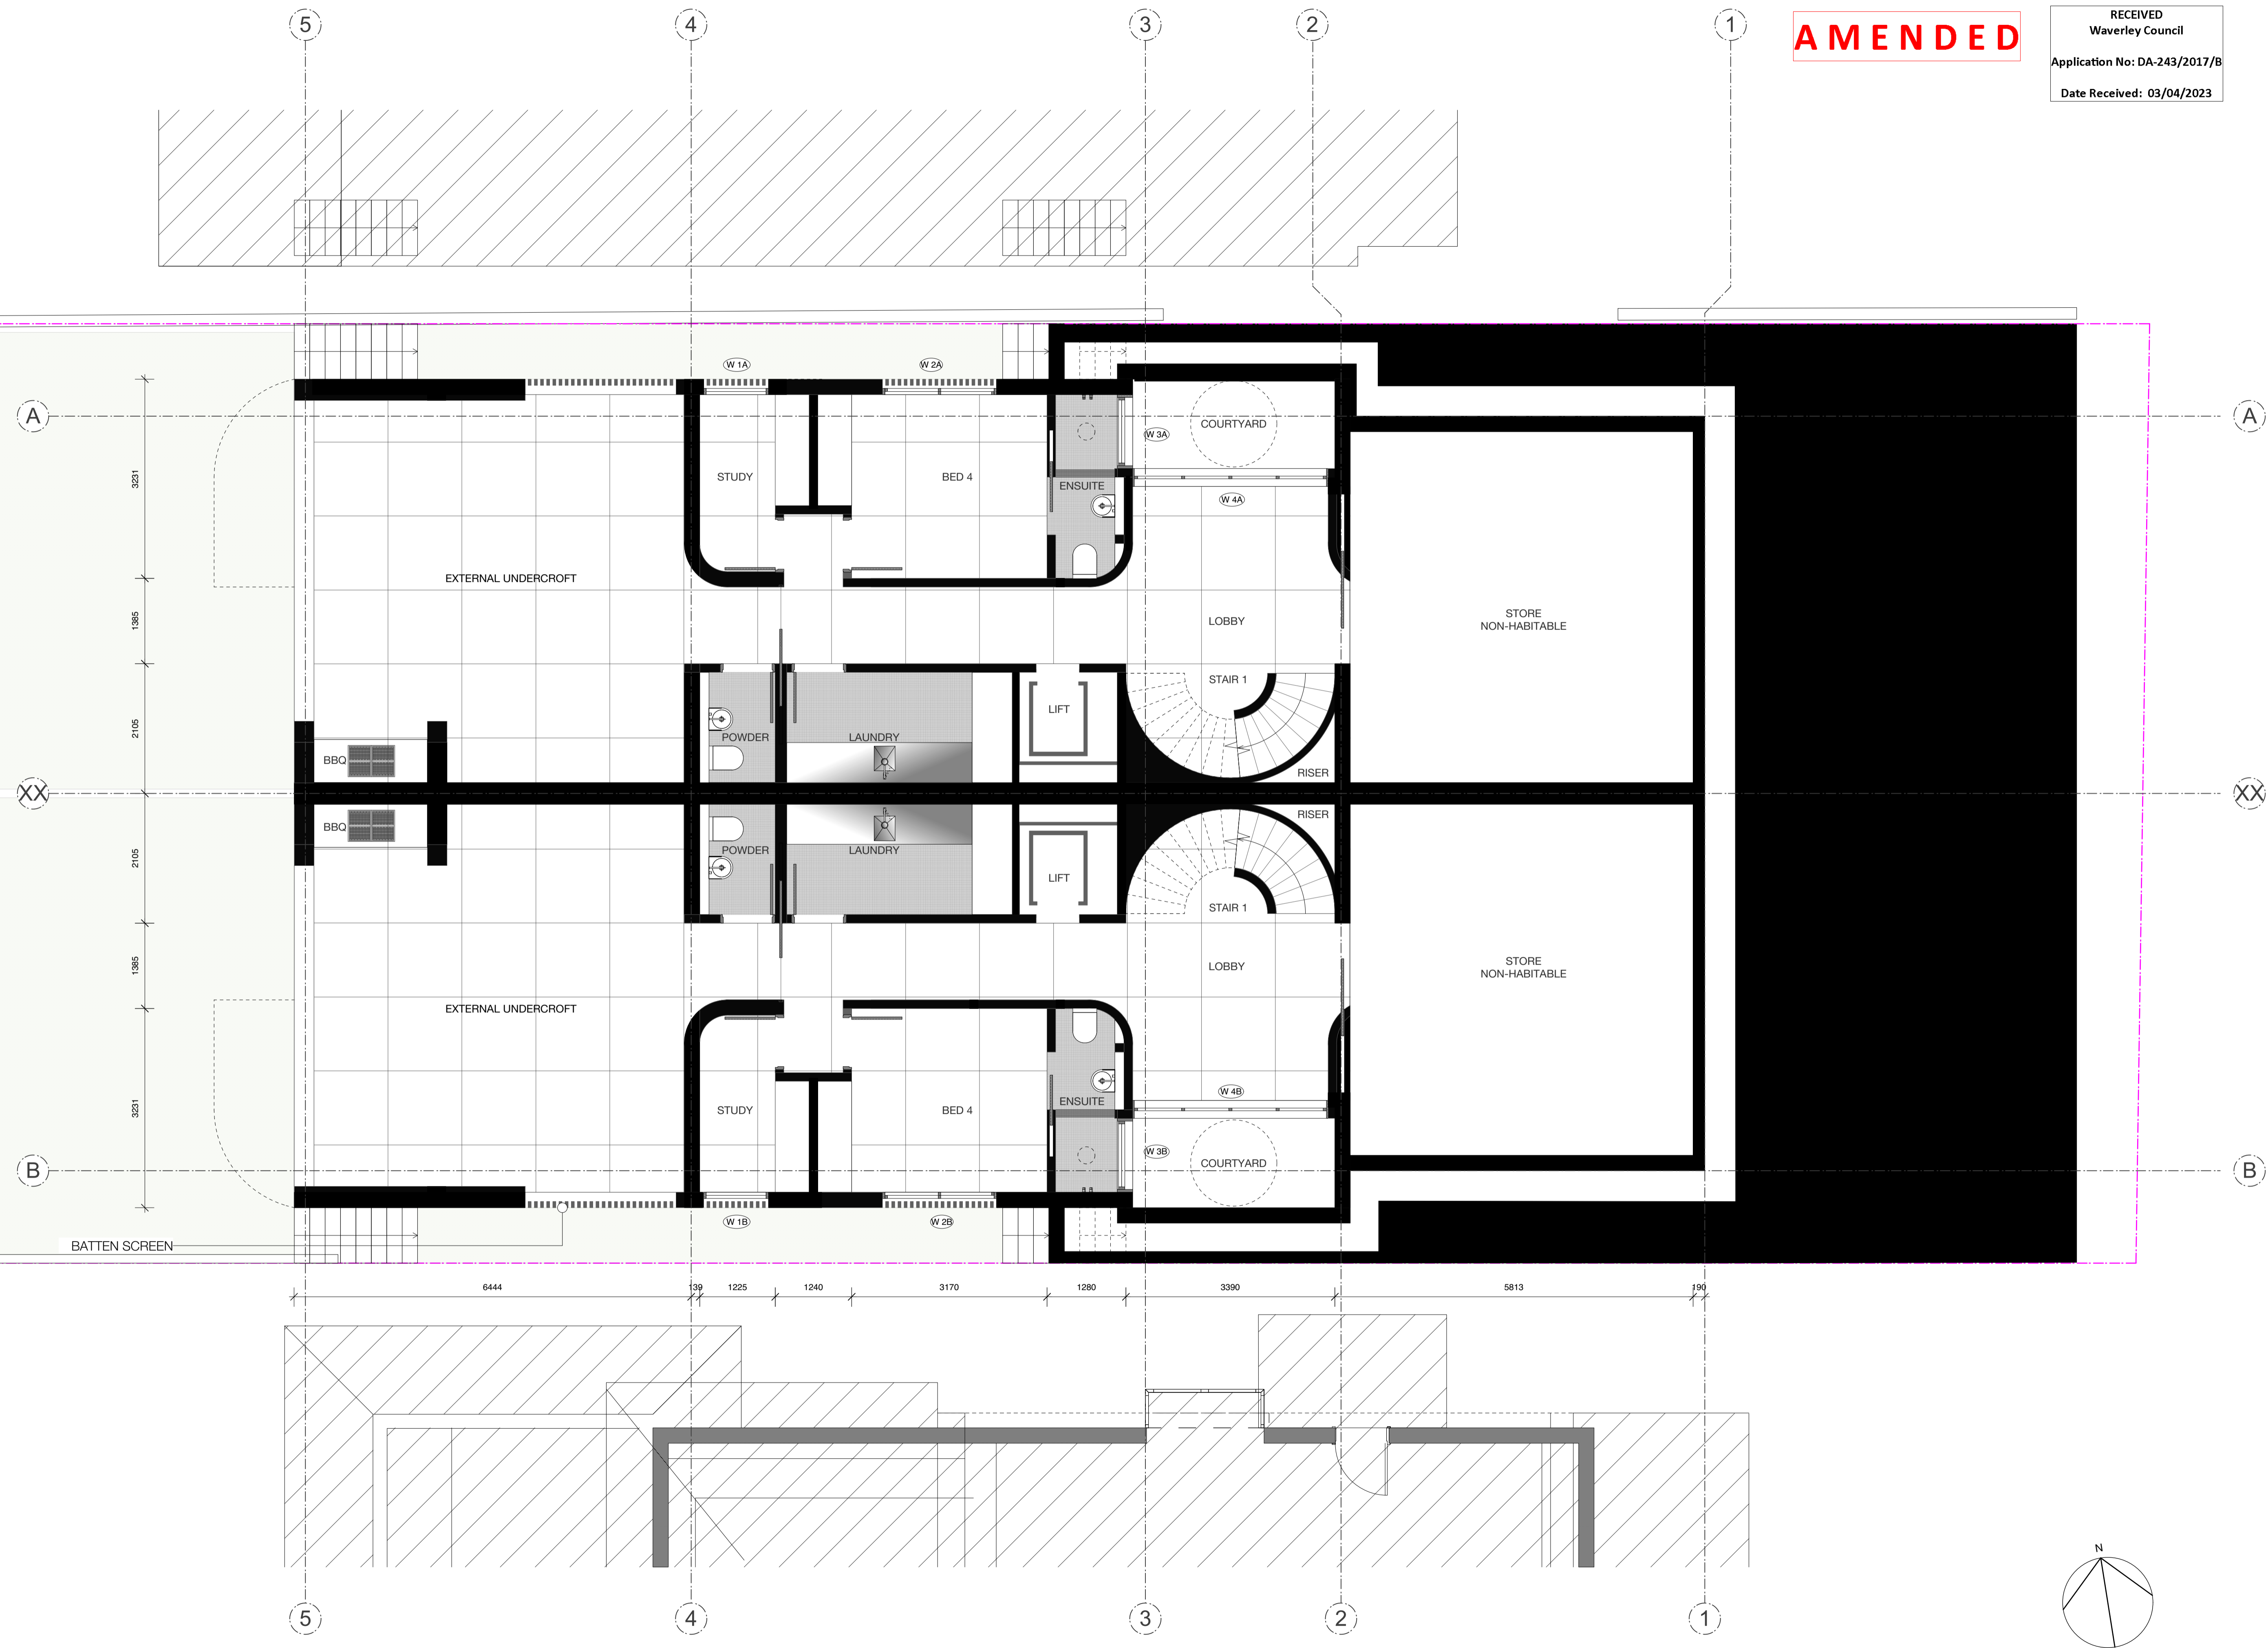 5
4
3
2
1
AMENDED
RECEIVED
Waverley Council
Application No: DA-243/2017/B
Date Received: 03/04/2023
W 1A
W 2A
A
A
COURTYARD
W 3A
3231
STUDY
BED 4
ENSUITE
W 4A
EXTERNAL UNDERCROFT
1385
LOBBY
STORE
NON-HABITABLE
STAIR 1
LIFT
2105
POWDER
LAUNDRY
BBQ
RISER
XX
XX
BBQ
RISER
2105
POWDER
LAUNDRY
LIFT
STAIR 1
1385
LOBBY
STORE
NON-HABITABLE
EXTERNAL UNDERCROFT
W 4B
3231
STUDY
BED 4
ENSUITE
W 3B
COURTYARD
B
B
W 1B
W 2B
BATTEN SCREEN
6444
139
1225
1240
3170
1280
3390
5813
190
N
5
4
3
2
1